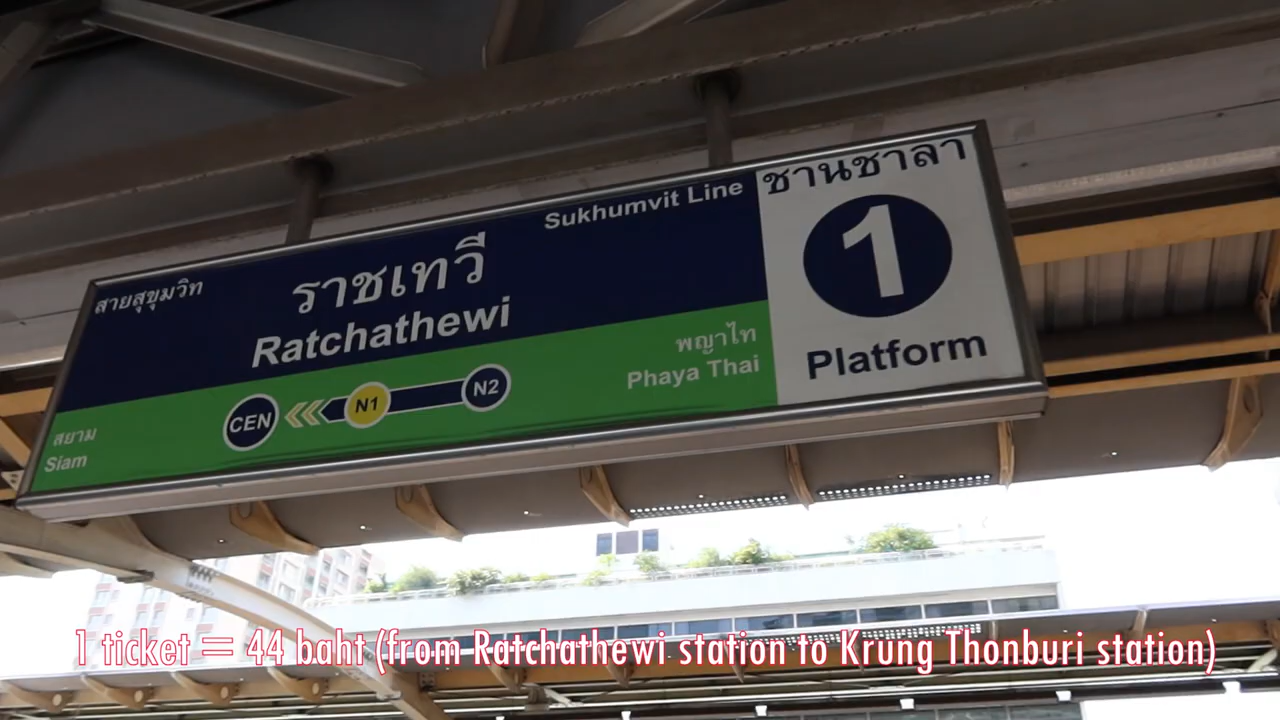 สายสุขุมวิท
ราชเทวี
Ratchathewi
Sukhumvit Line
สยาม
Siam
CEN
N1
N2
พญาไท
Phaya Thai
ชานชาลา
1
Platform
1 ticket = 44 baht (from Ratchathewi station to Krung Thonburi station)